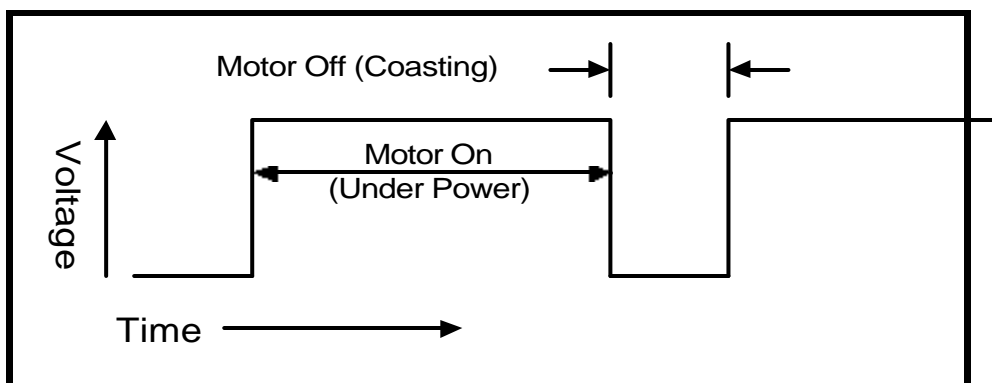 Motor Off (Coasting)
Motor On
(Under Power)
Voltage
Time